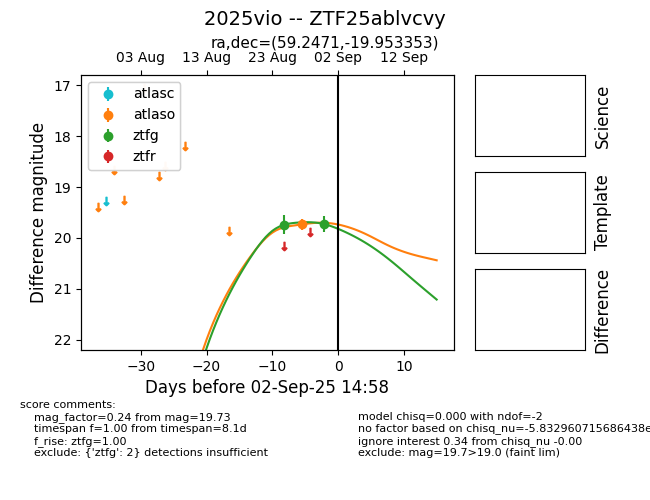 2025vio -- ZTF25ablvcvy
ra,dec=(59.2471,-19.953353)
03 Aug 13 Aug 23 Aug 02 Sep 12 Sep
atlasc
atlaso
ztfg
ztfr
17
18
19
20
21
22
Difference magnitude
−30 −20 −10 0 10
Days before 02-Sep-25 14:58
Science
Template
Difference
score comments:
mag_factor=0.24 from mag=19.73
timespan f=1.00 from timespan=8.1d
f_rise: ztfg=1.00
exclude: {'ztfg': 2} detections insufficient
model chisq=0.000 with ndof=-2
no factor based on chisq_nu=-5.832960715686438e
ignore interest 0.34 from chisq_nu -0.00
exclude: mag=19.7>19.0 (faint lim)